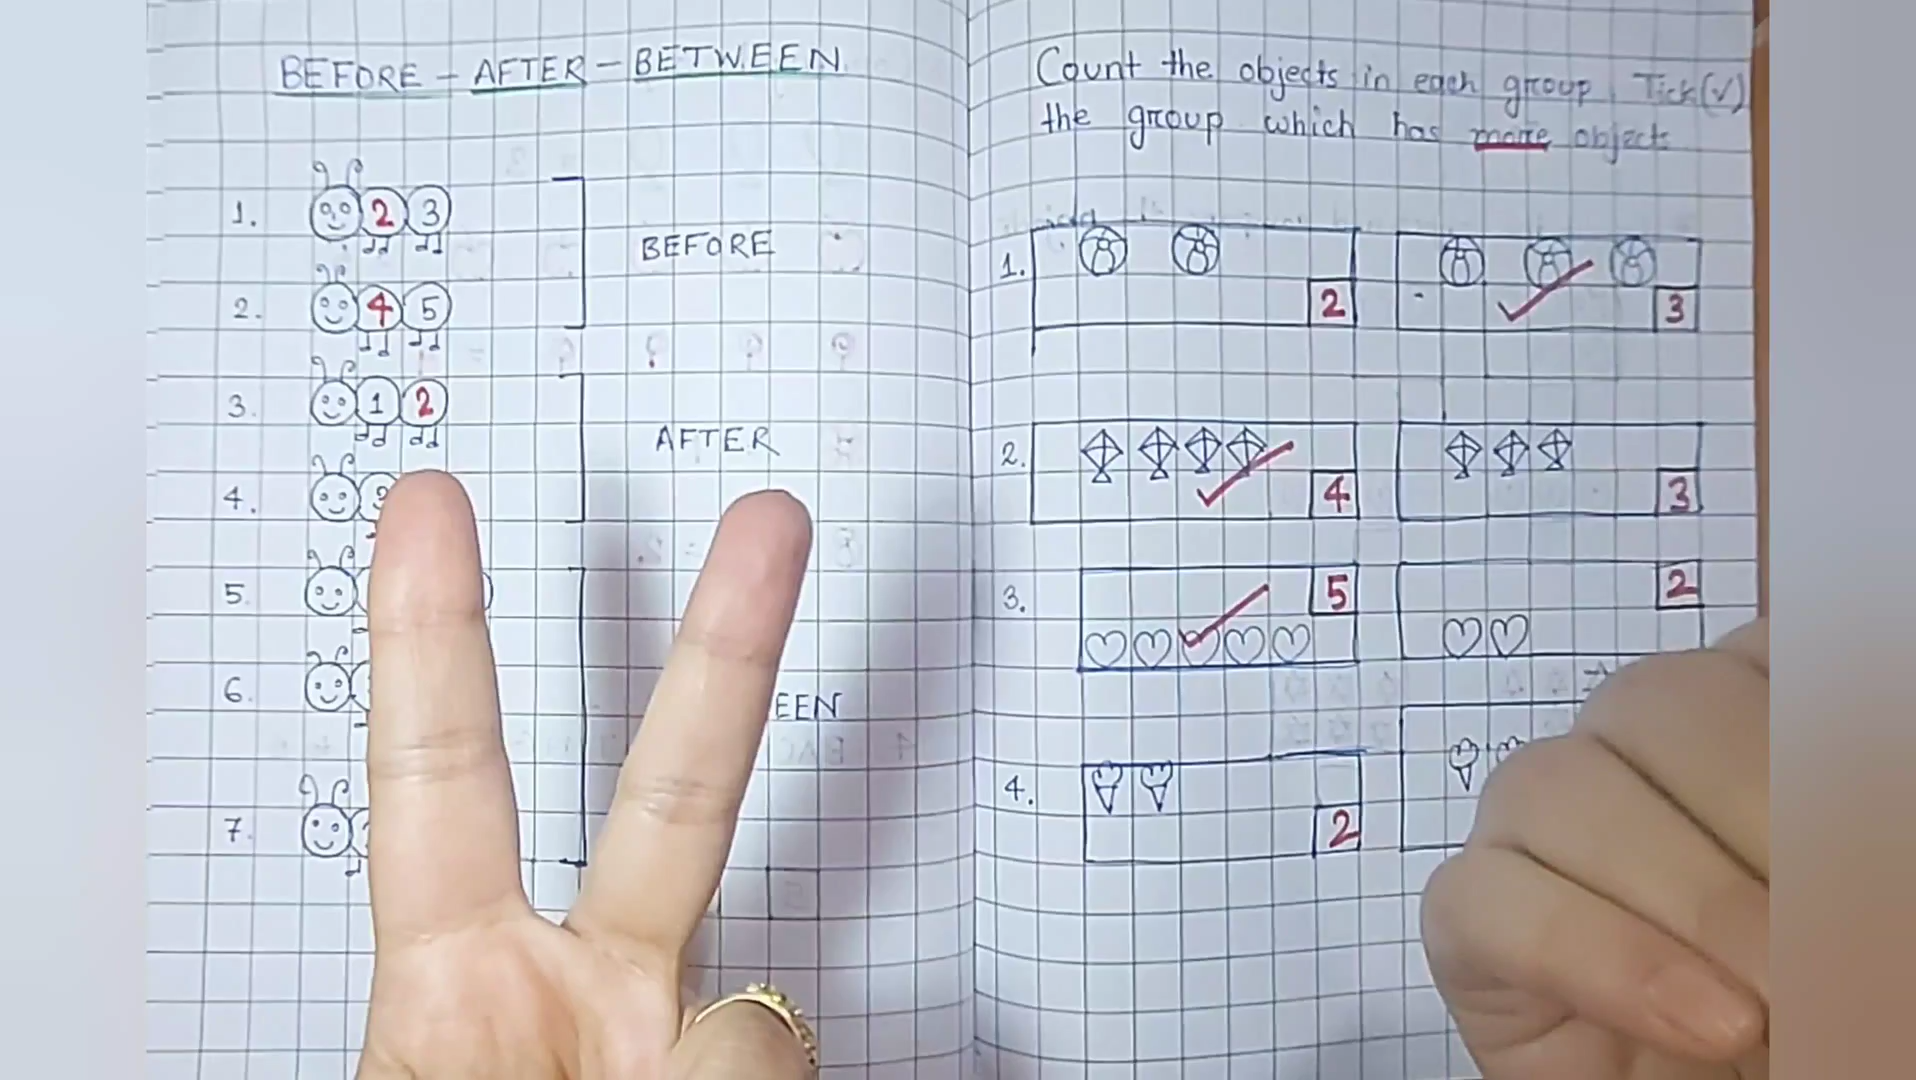 BEFORE - AFTER - BETWEEN
1. 2 3
2. 4 5
BEFORE
3. 1 2
4.
AFTER
5.
6.
EEN
7.
Count the objects in each group. Tick(√)
the group which has more objects
1. 2 3
2. 4 3
3. 5 2
4. 2